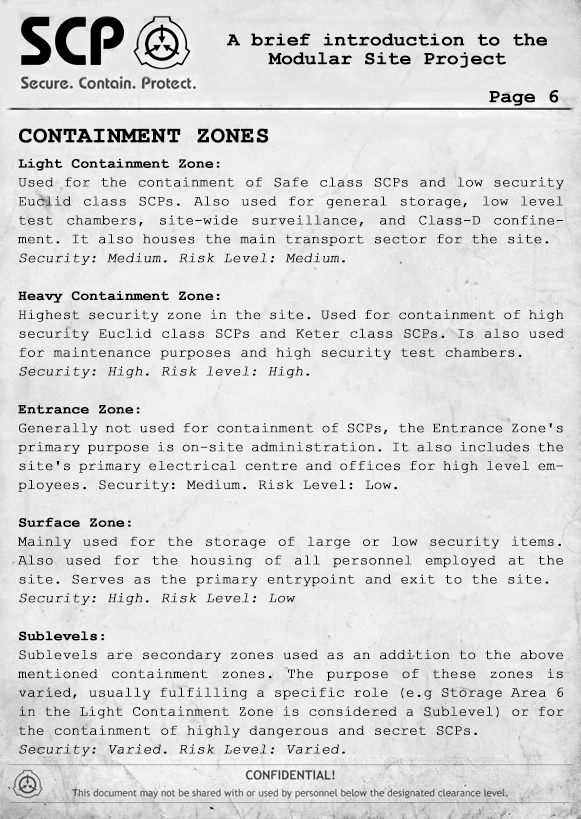 SCP
Secure. Contain. Protect.
A brief introduction to the
Modular Site Project
Page 6
CONTAINMENT ZONES
Light Containment Zone:
Used for the containment of Safe class SCPs and low security
Euclid class SCPs. Also used for general storage, low level
test chambers, site-wide surveillance, and Class-D confine-
ment. It also houses the main transport sector for the site.
Security: Medium. Risk Level: Medium.
Heavy Containment Zone:
Highest security zone in the site. Used for containment of high
security Euclid class SCPs and Keter class SCPs. Is also used
for maintenance purposes and high security test chambers.
Security: High. Risk level: High.
Entrance Zone:
Generally not used for containment of SCPs, the Entrance Zone's
primary purpose is on-site administration. It also includes the
site's primary electrical centre and offices for high level em-
ployees. Security: Medium. Risk Level: Low.
Surface Zone:
Mainly used for the storage of large or low security items.
Also used for the housing of all personnel employed at the
site. Serves as the primary entrypoint and exit to the site.
Security: High. Risk Level: Low
Sublevels:
Sublevels are secondary zones used as an addition to the above
mentioned containment zones. The purpose of these zones is
varied, usually fulfilling a specific role (e.g Storage Area 6
in the Light Containment Zone is considered a Sublevel) or for
the containment of highly dangerous and secret SCPs.
Security: Varied. Risk Level: Varied.
CONFIDENTIAL!
This document may not be shared with or used by personnel below the designated clearance level.